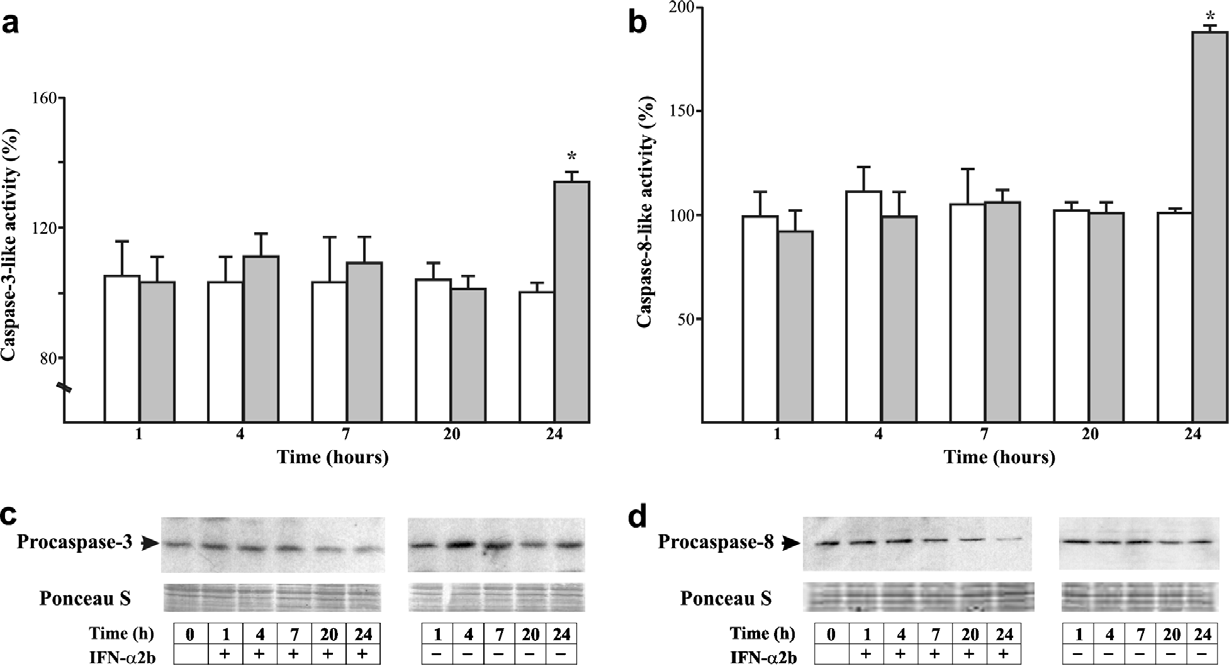 a
160
120
80
Caspase-3-like activity (%)
*
1 4 7 20 24
Time (hours)
b
200
150
100
50
Caspase-8-like activity (%)
*
1 4 7 20 24
Time (hours)
c
Procaspase-3
Ponceau S
Time (h) 0 1 4 7 20 24 1 4 7 20 24
IFN-α2b + + + + + − − − − −
d
Procaspase-8
Ponceau S
Time (h) 0 1 4 7 20 24 1 4 7 20 24
IFN-α2b + + + + + − − − − −